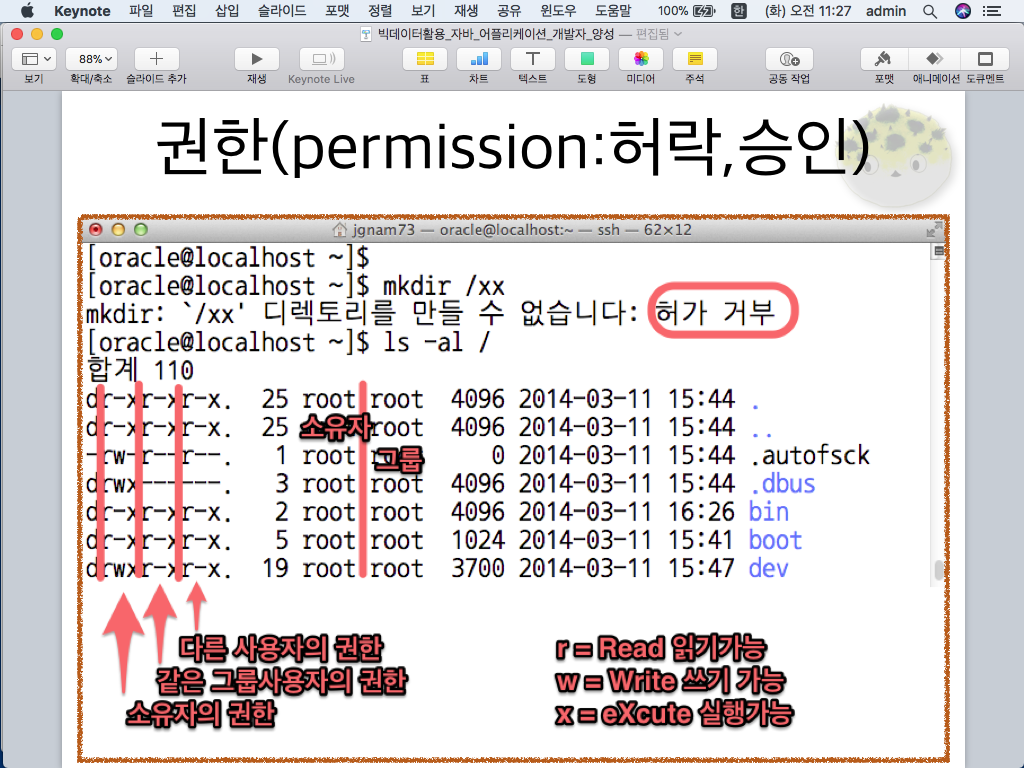 Keynote 파일 편집 삽입 슬라이드 포맷 정렬 보기 재생 공유 윈도우 도움말 100% 한 (화) 오전 11:27 admin
빅데이터활용_자바_어플리케이션_개발자_양성 — 편집됨
88%
보기 확대/축소 슬라이드 추가 재생 Keynote Live 표 차트 텍스트 도형 미디어 주석 공동 작업 포맷 애니메이션 도큐멘트
권한(permission:허락,승인)
jgnam73 — oracle@localhost:~ — ssh — 62×12
[oracle@localhost ~]$
[oracle@localhost ~]$ mkdir /xx
mkdir: `/xx' 디렉토리를 만들 수 없습니다: 허가 거부
[oracle@localhost ~]$ ls -al /
합계 110
dr-xr-xr-x. 25 root root 4096 2014-03-11 15:44 .
dr-xr-xr-x. 25 root 4096 2014-03-11 15:44 ..
소유자
-rw-r--r--. 1 root 0 2014-03-11 15:44 .autofsck
그룹
drwx------. 3 root root 4096 2014-03-11 15:44 .dbus
dr-xr-xr-x. 2 root root 4096 2014-03-11 16:26 bin
dr-xr-xr-x. 5 root root 1024 2014-03-11 15:41 boot
drwxr-xr-x. 19 root root 3700 2014-03-11 15:47 dev
다른 사용자의 권한
같은 그룹사용자의 권한
소유자의 권한
r = Read 읽기가능
w = Write 쓰기 가능
x = eXcute 실행가능